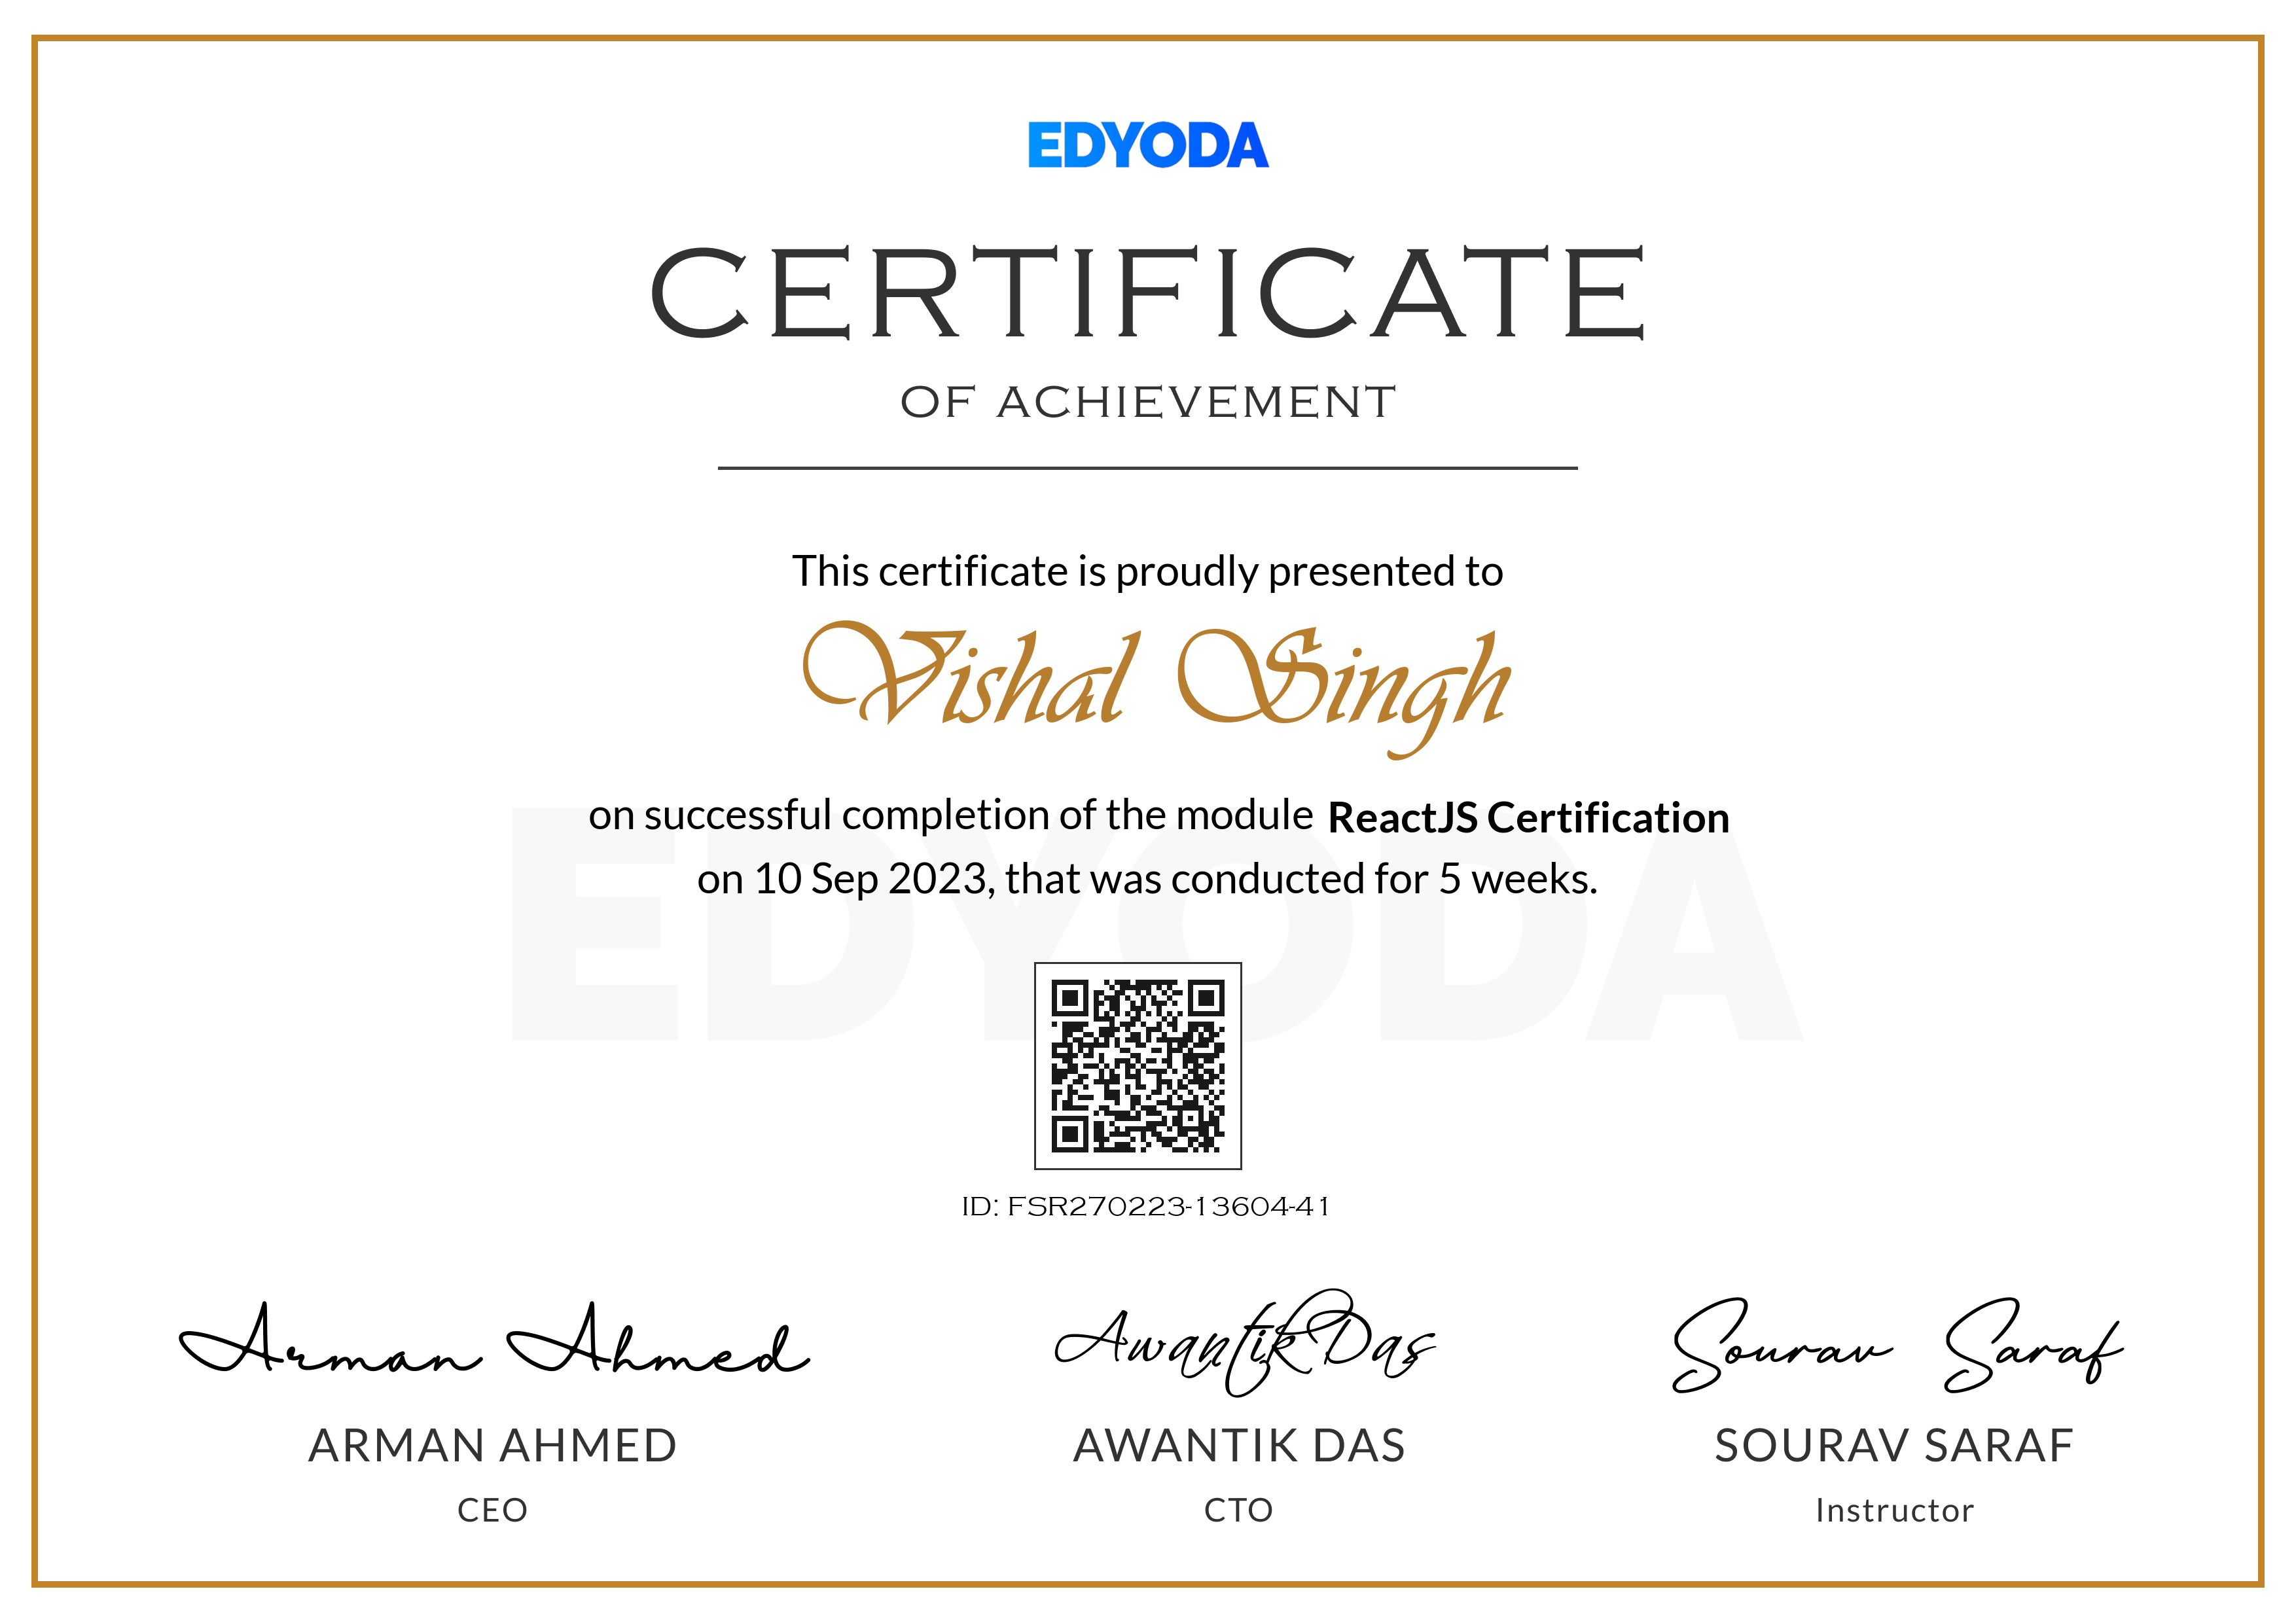 EDYODA
CERTIFICATE
OF ACHIEVEMENT
This certificate is proudly presented to
Vishal Singh
on successful completion of the module ReactJS Certification
on 10 Sep 2023, that was conducted for 5 weeks.
EDYODA
ID: FSR270223-13604-41
Arman Ahmed
Awantik Das
Sourav Saraf
ARMAN AHMED
AWANTIK DAS
SOURAV SARAF
CEO
CTO
Instructor